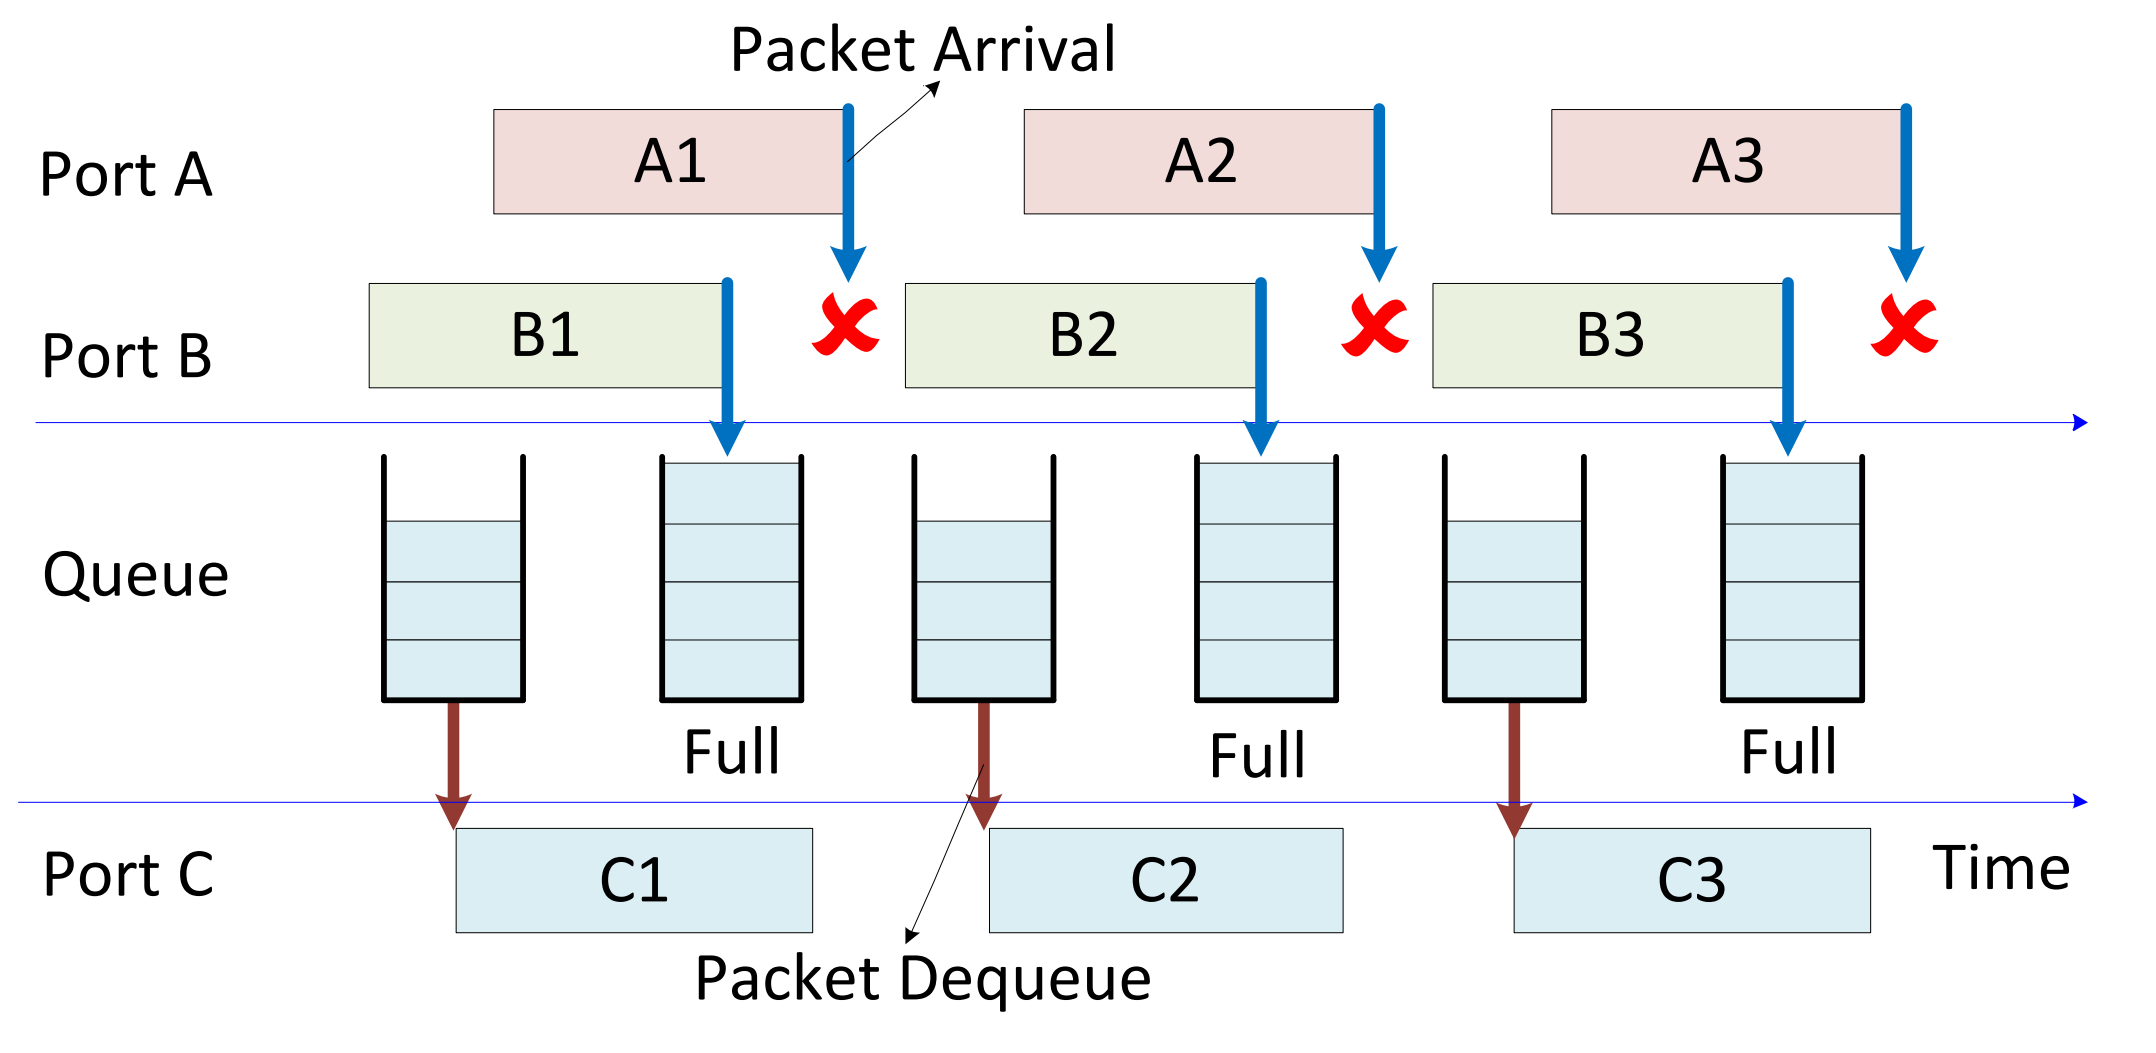 Packet Arrival
Port A
A1
A2
A3
Port B
B1
B2
B3
Queue
Full
Full
Full
Port C
C1
C2
C3
Time
Packet Dequeue